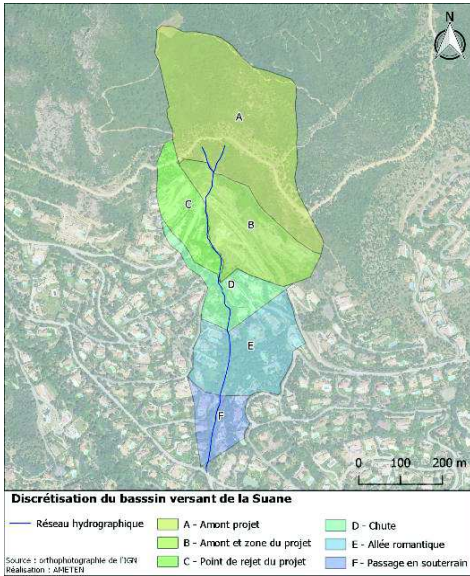 N
A
C
B
D
E
F
0 100 200 m
Discrétisation du basssin versant de la Suane
Réseau hydrographique
A - Amont projet
B - Amont et zone du projet
C - Point de rejet du projet
D - Chute
E - Allée romantique
F - Passage en souterrain
Source : orthophotographie de l'IGN
Réalisation : AMETEN